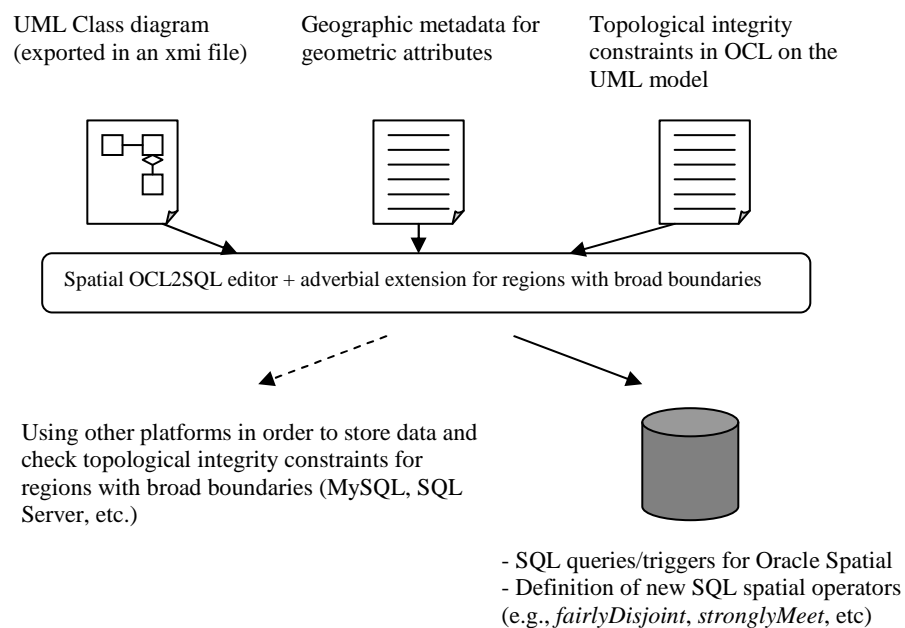 UML Class diagram
(exported in an xmi file)
Geographic metadata for
geometric attributes
Topological integrity
constraints in OCL on the
UML model
Spatial OCL2SQL editor + adverbial extension for regions with broad boundaries
Using other platforms in order to store data and
check topological integrity constraints for
regions with broad boundaries (MySQL, SQL
Server, etc.)
- SQL queries/triggers for Oracle Spatial
- Definition of new SQL spatial operators
(e.g., fairlyDisjoint, stronglyMeet, etc)